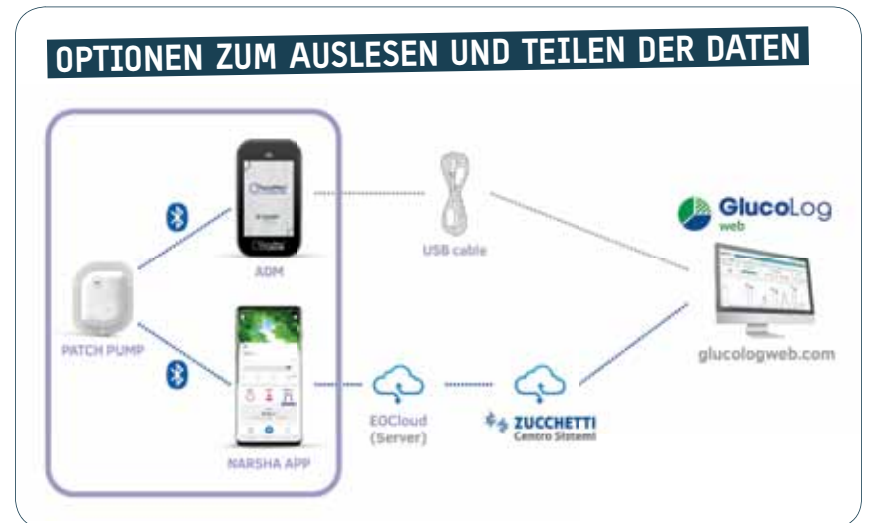 OPTIONEN ZUM AUSLESEN UND TEILEN DER DATEN
ADM
USB cable
GlucoLog
web
PATCH PUMP
glucologweb.com
EOCloud
(Server)
ZUCCHETTI
Centro Sistemi
NARSHA APP